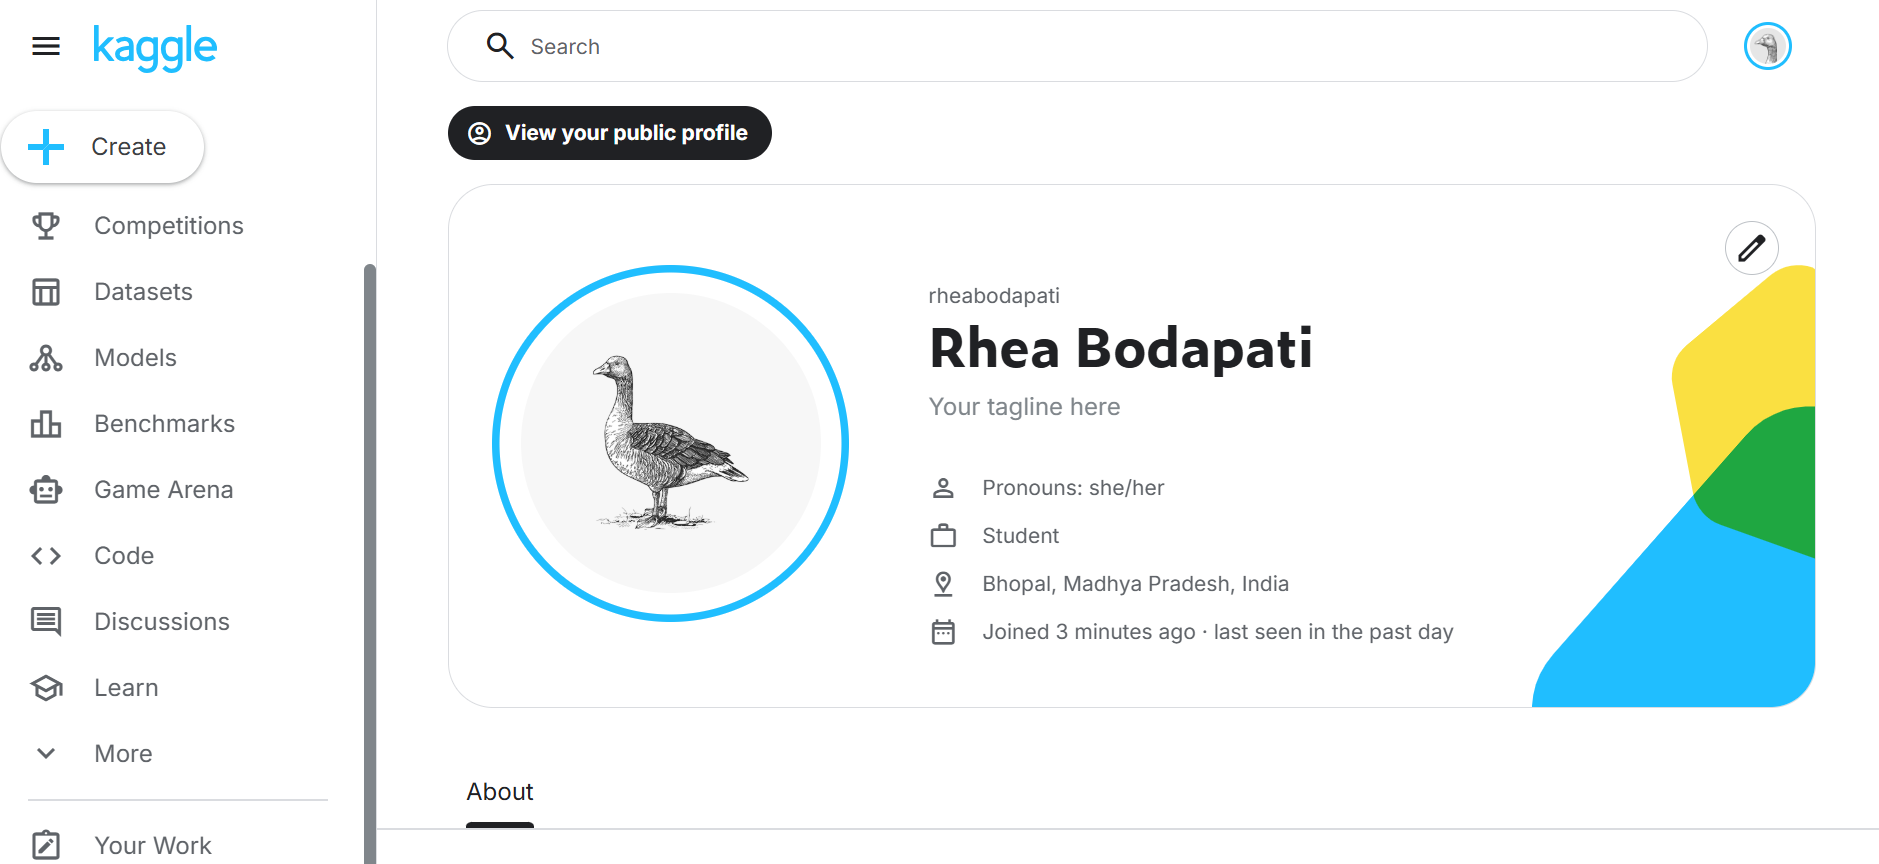 kaggle
Search
Create
View your public profile
Competitions
Datasets
Models
Benchmarks
Game Arena
Code
Discussions
Learn
More
Your Work
rheabodapati
Rhea Bodapati
Your tagline here
Pronouns: she/her
Student
Bhopal, Madhya Pradesh, India
Joined 3 minutes ago · last seen in the past day
About